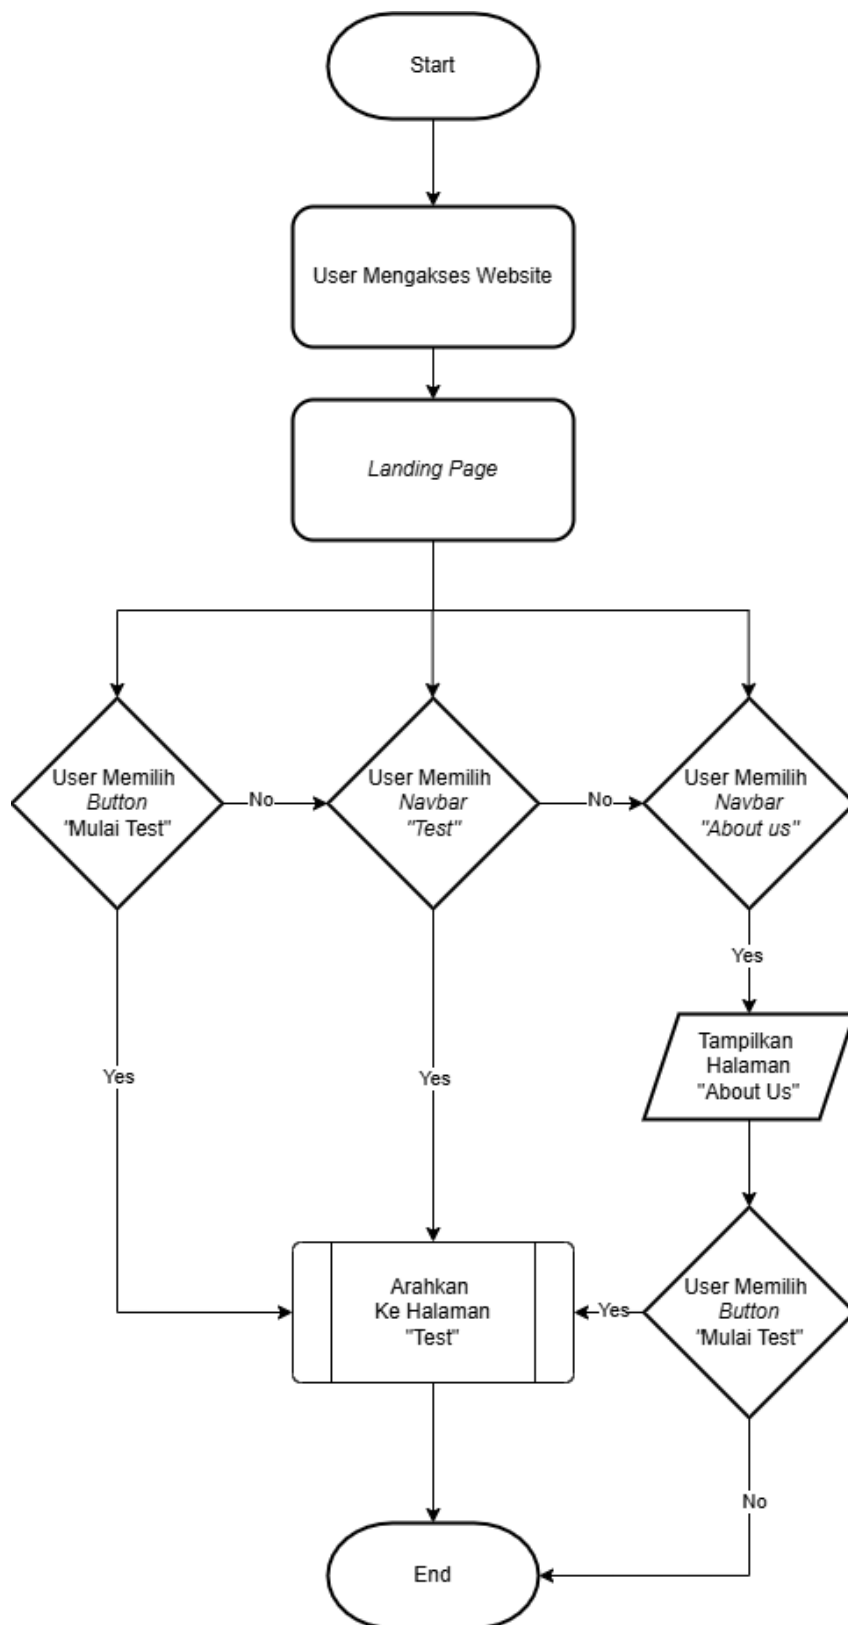 Start
User Mengakses Website
Landing Page
User Memilih
Button
"Mulai Test"
No
User Memilih
Navbar
"Test"
No
User Memilih
Navbar
"About us"
Yes
Tampilkan
Halaman
"About Us"
Yes
Yes
Arahkan
Ke Halaman
"Test"
Yes
User Memilih
Button
"Mulai Test"
No
End